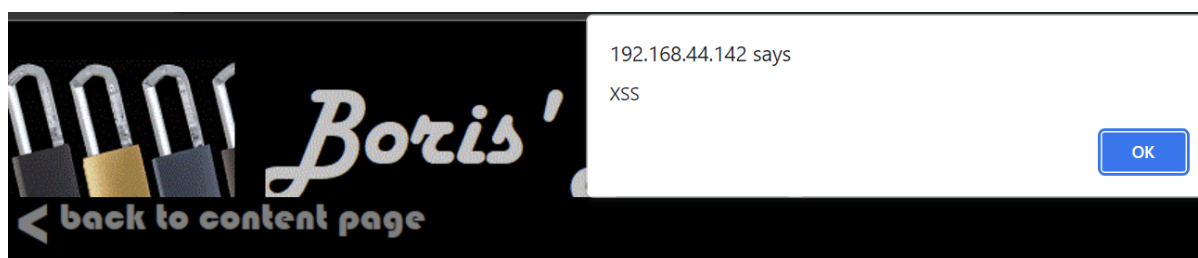 192.168.44.142 says
XSS
OK
Boris'
< back to content page